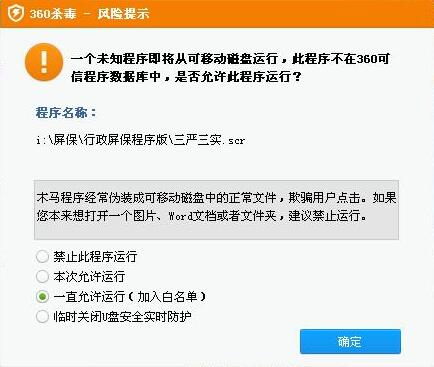 360杀毒 - 风险提示
一个未知程序即将从可移动磁盘运行，此程序不在360可
信程序数据库中，是否允许此程序运行？
程序名称：
i:\屏保\行政屏保程序版\三严三实.scr
木马程序经常伪装成可移动磁盘中的正常文件，欺骗用户点击。如果
您本来想打开一个图片、Word文档或者文件夹，建议禁止运行。
禁止此程序运行
本次允许运行
一直允许运行（加入白名单）
临时关闭U盘安全实时防护
确定